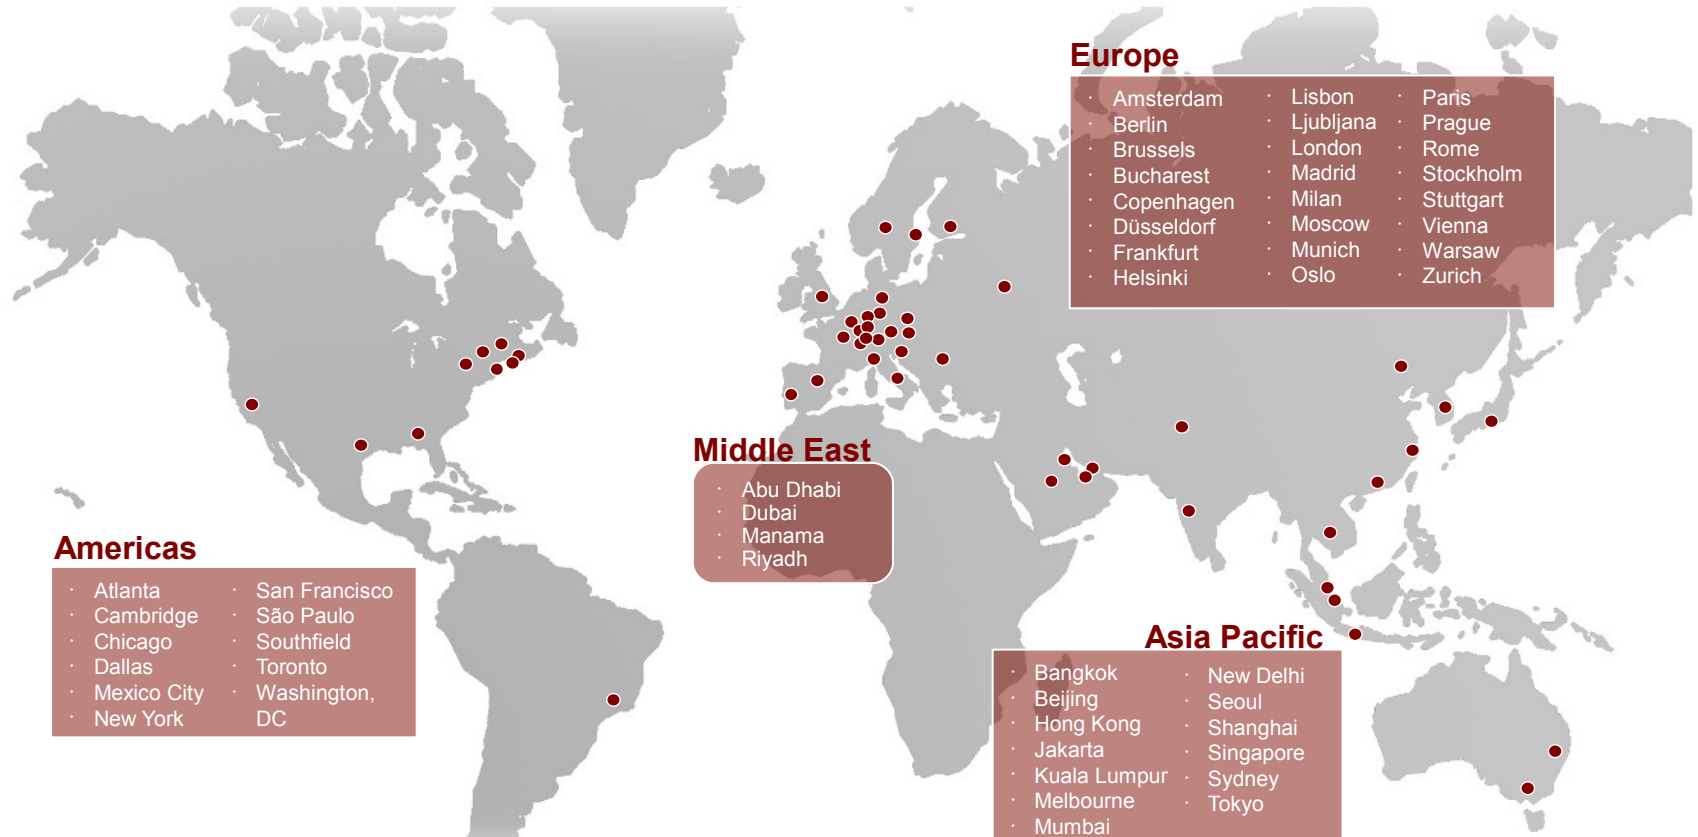 Europe
· Amsterdam
· Berlin
· Brussels
· Bucharest
· Copenhagen
· Düsseldorf
· Frankfurt
· Helsinki
· Lisbon
· Ljubljana
· London
· Madrid
· Milan
· Moscow
· Munich
· Oslo
· Paris
· Prague
· Rome
· Stockholm
· Stuttgart
· Vienna
· Warsaw
· Zurich
Middle East
· Abu Dhabi
· Dubai
· Manama
· Riyadh
Americas
· Atlanta
· Cambridge
· Chicago
· Dallas
· Mexico City
· New York
· San Francisco
· São Paulo
· Southfield
· Toronto
· Washington,
DC
Asia Pacific
· Bangkok
· Beijing
· Hong Kong
· Jakarta
· Kuala Lumpur
· Melbourne
· Mumbai
· New Delhi
· Seoul
· Shanghai
· Singapore
· Sydney
· Tokyo